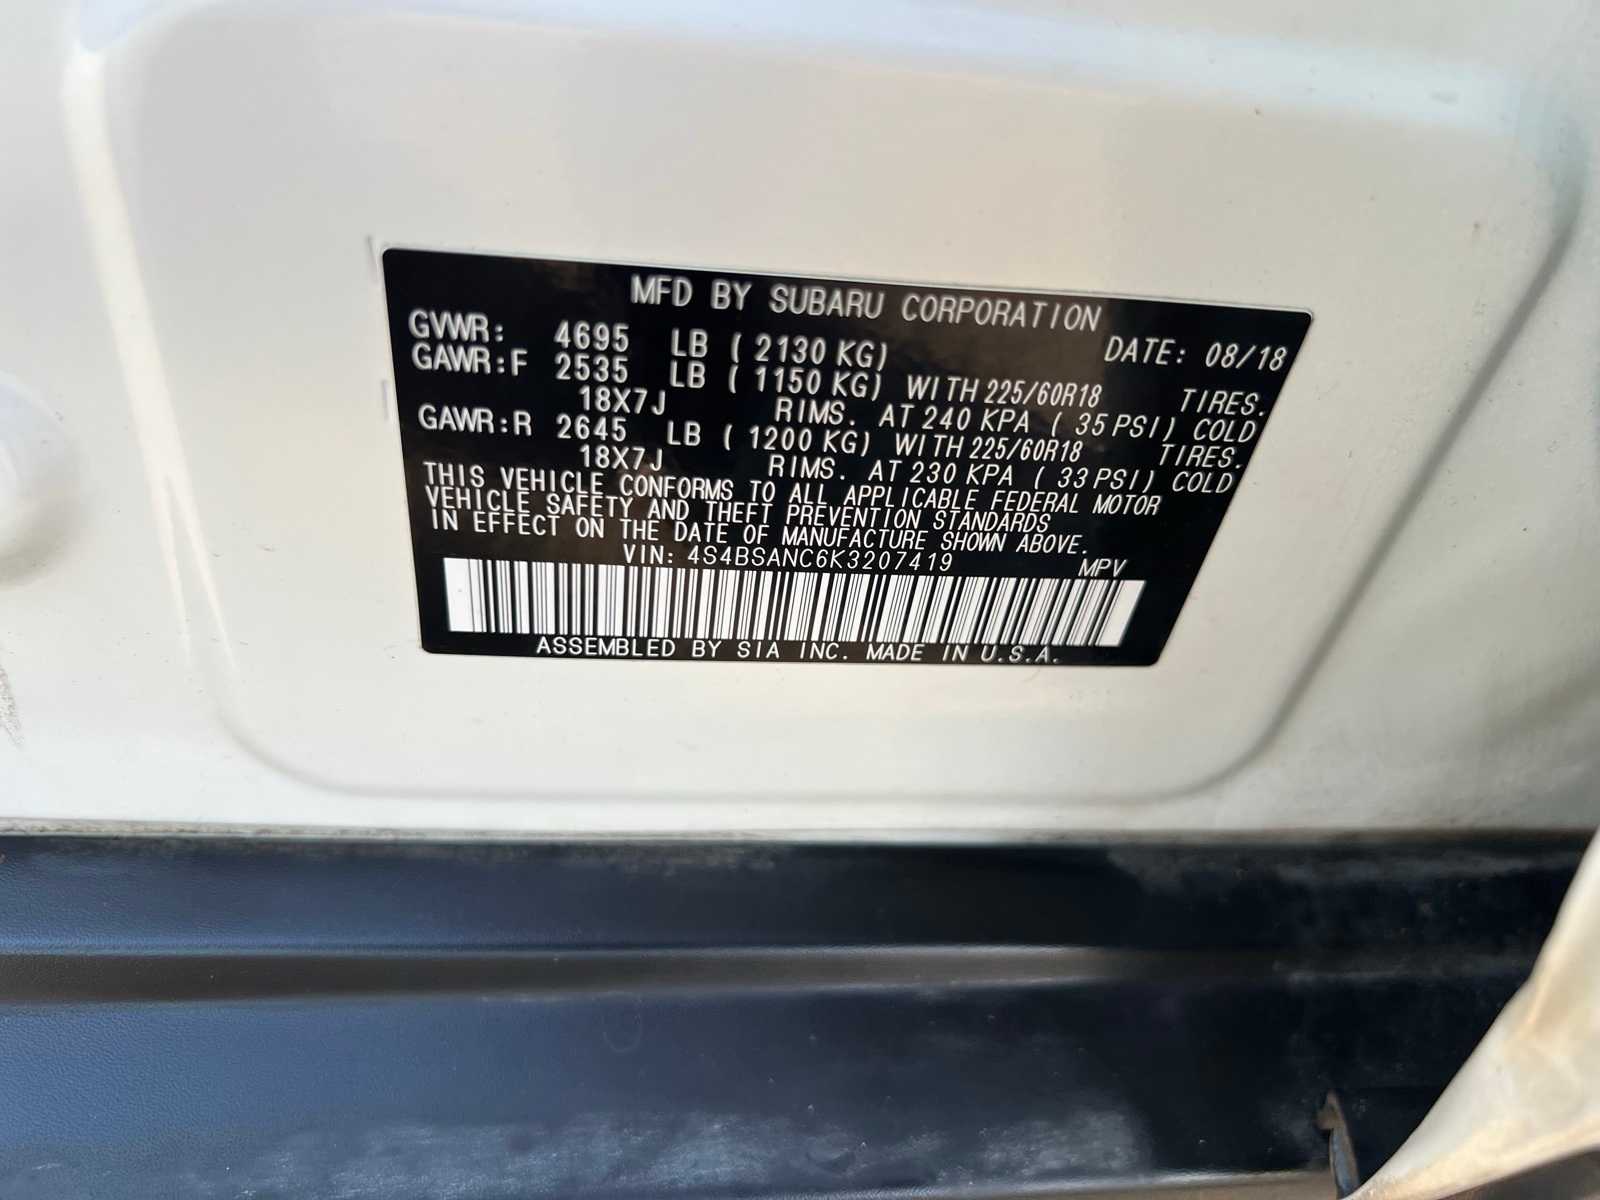 MFD BY SUBARU CORPORATION
GVWR: 4695 LB ( 2130 KG) DATE: 08/18
GAWR:F 2535 LB ( 1150 KG) WITH 225/60R18 TIRES.
18X7J RIMS. AT 240 KPA ( 35 PSI) COLD
GAWR:R 2645 LB ( 1200 KG) WITH 225/60R18 TIRES.
18X7J RIMS. AT 230 KPA ( 33 PSI) COLD
THIS VEHICLE CONFORMS TO ALL APPLICABLE FEDERAL MOTOR
VEHICLE SAFETY AND THEFT PREVENTION STANDARDS
IN EFFECT ON THE DATE OF MANUFACTURE SHOWN ABOVE.
VIN: 4S4BSANC6K3207419 MPV
ASSEMBLED BY SIA INC. MADE IN U.S.A.